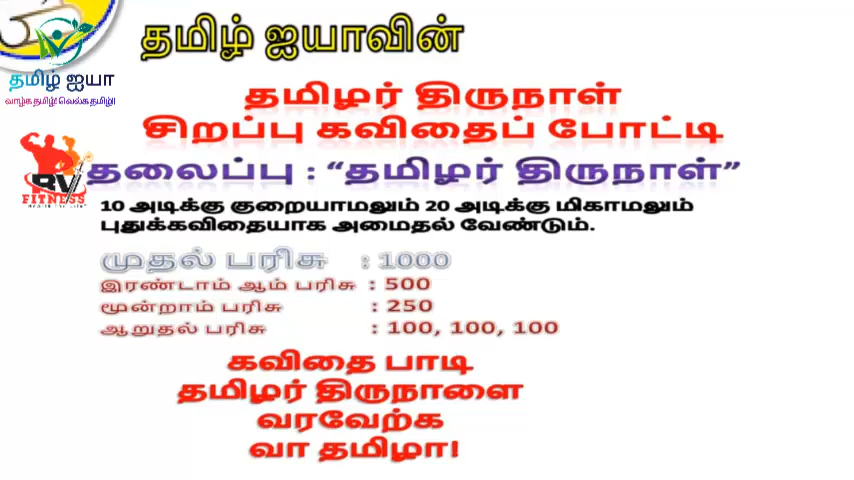 தமிழ் ஐயாவின்
தமிழ் ஐயா
வாழ்க தமிழ்! வெல்க தமிழ்!
தமிழர் திருநாள்
சிறப்பு கவிதைப் போட்டி
RV
FITNESS
தலைப்பு : “தமிழர் திருநாள்”
10 அடிக்கு குறையாமலும் 20 அடிக்கு மிகாமலும்
புதுக்கவிதையாக அமைதல் வேண்டும்.
முதல் பரிசு : 1000
இரண்டாம் ஆம் பரிசு : 500
மூன்றாம் பரிசு : 250
ஆறுதல் பரிசு : 100, 100, 100
கவிதை பாடி
தமிழர் திருநாளை
வரவேற்க
வா தமிழா!